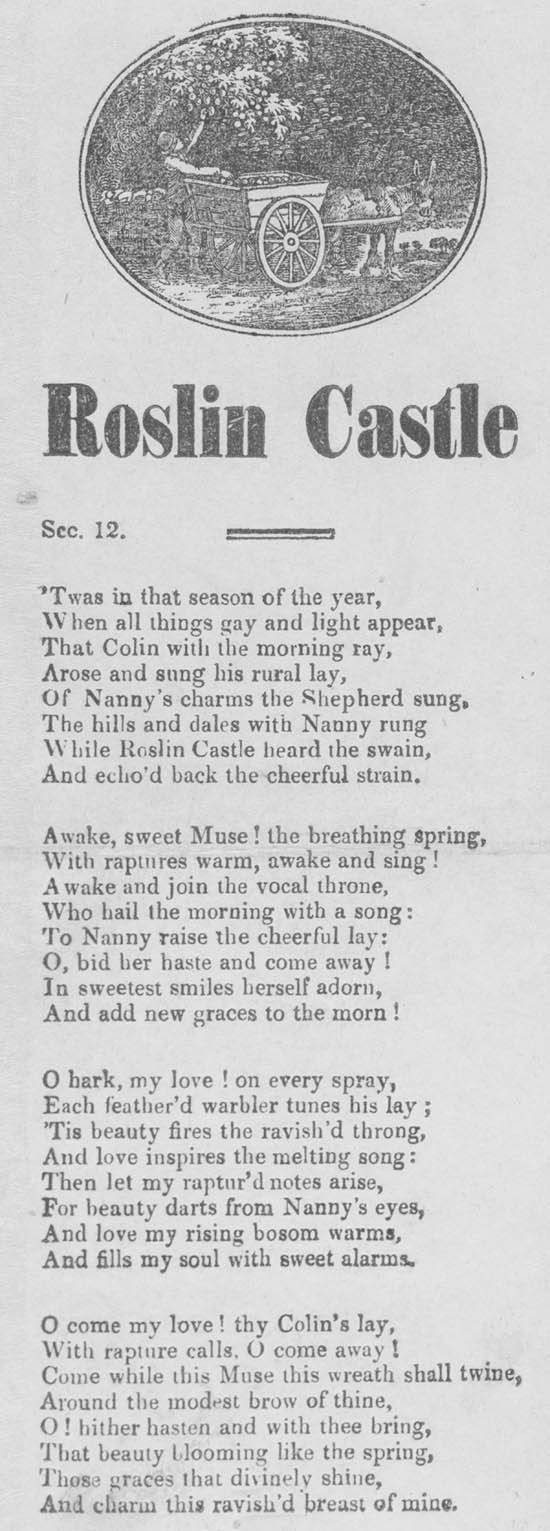 Roslin Castle
Sec. 12.
'Twas in that season of the year,
When all things gay and light appear,
That Colin with the morning ray,
Arose and sung his rural lay,
Of Nanny's charms the Shepherd sung,
The hills and dales with Nanny rung
While Roslin Castle heard the swain,
And echo'd back the cheerful strain.
Awake, sweet Muse! the breathing spring,
With raptures warm, awake and sing!
Awake and join the vocal throne,
Who hail the morning with a song:
To Nanny raise the cheerful lay:
O, bid her haste and come away!
In sweetest smiles herself adorn,
And add new graces to the morn!
O hark, my love! on every spray,
Each feather'd warbler tunes his lay;
'Tis beauty fires the ravish'd throng,
And love inspires the melting song:
Then let my raptur'd notes arise,
For beauty darts from Nanny's eyes,
And love my rising bosom warms,
And fills my soul with sweet alarms.
O come my love! thy Colin's lay,
With rapture calls, O come away!
Come while this Muse this wreath shall twine,
Around the modest brow of thine,
O! hither hasten and with thee bring,
That beauty blooming like the spring,
Those graces that divinely shine,
And charm this ravish'd breast of mine.